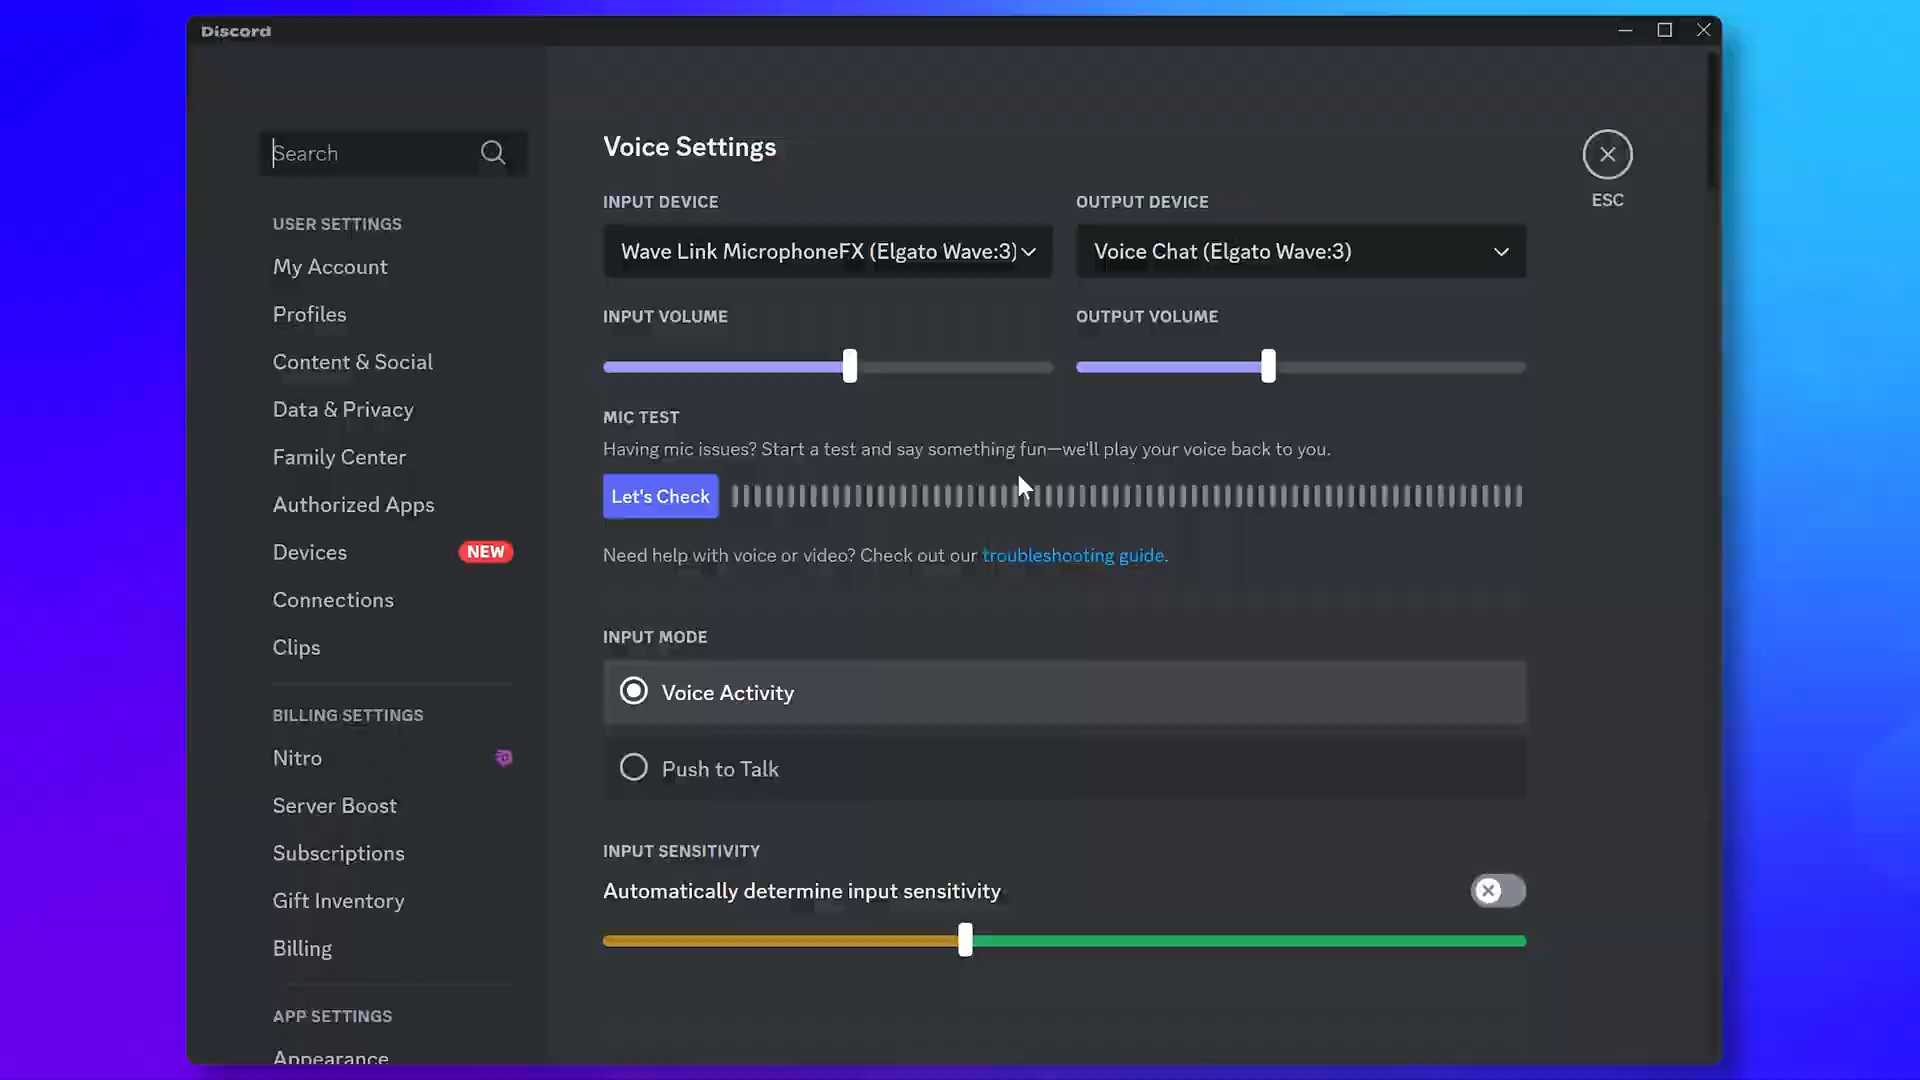 Discord
Search
USER SETTINGS
My Account
Profiles
Content & Social
Data & Privacy
Family Center
Authorized Apps
Devices NEW
Connections
Clips
BILLING SETTINGS
Nitro
Server Boost
Subscriptions
Gift Inventory
Billing
APP SETTINGS
Appearance
Voice Settings
ESC
INPUT DEVICE
Wave Link MicrophoneFX (Elgato Wave:3)
OUTPUT DEVICE
Voice Chat (Elgato Wave:3)
INPUT VOLUME
OUTPUT VOLUME
MIC TEST
Having mic issues? Start a test and say something fun—we'll play your voice back to you.
Let's Check
Need help with voice or video? Check out our troubleshooting guide.
INPUT MODE
Voice Activity
Push to Talk
INPUT SENSITIVITY
Automatically determine input sensitivity